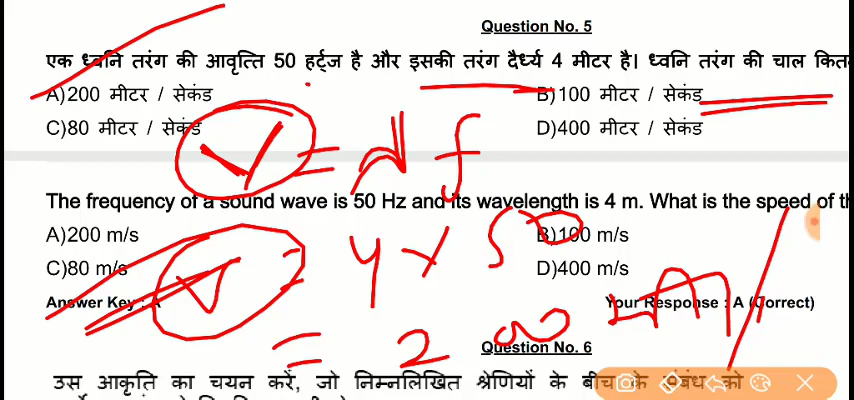 Question No. 5
एक ध्वनि तरंग की आवृत्ति 50 हर्ट्ज है और इसकी तरंग दैर्ध्य 4 मीटर है। ध्वनि तरंग की चाल
A)200 मीटर / सेकंड B)100 मीटर / सेकंड
C)80 मीटर / सेकंड D)400 मीटर / सेकंड
V = λ f
The frequency of a sound wave is 50 Hz and its wavelength is 4 m. What is the speed of
A)200 m/s B)100 m/s
V = 4 × 50
C)80 m/s D)400 m/s
Answer Key : A Your Response : A (Correct)
= 200 m/
Question No. 6
उस आकृति का चयन करें, जो निम्नलिखित श्रेणियों के बीच के संबंध को